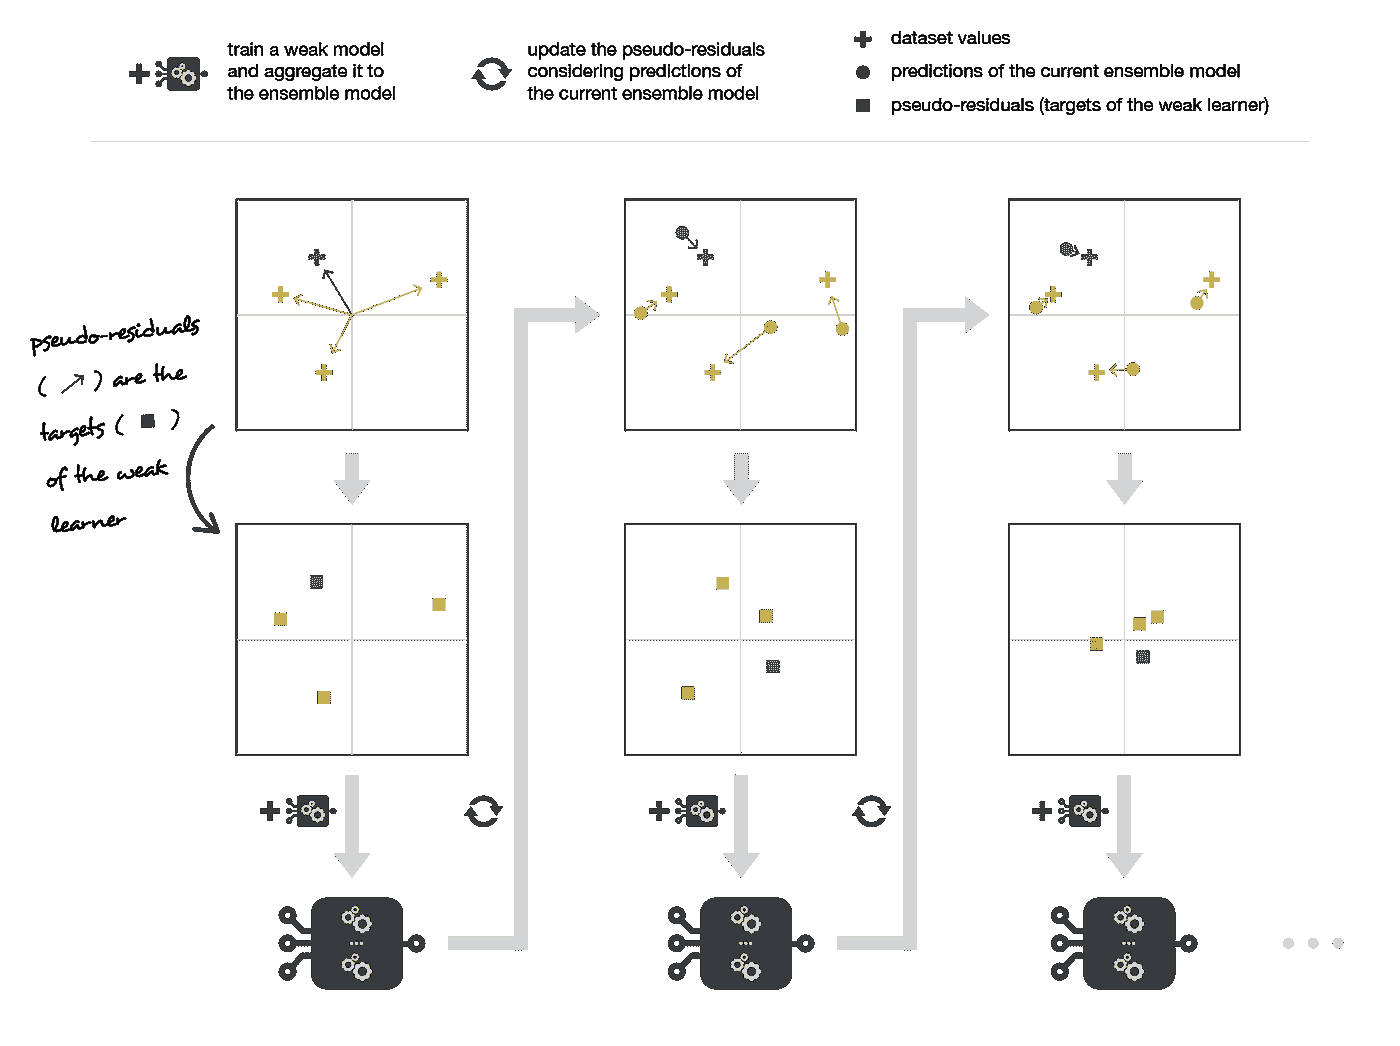 train a weak model
and aggregate it to
the ensemble model
update the pseudo-residuals
considering predictions of
the current ensemble model
dataset values
predictions of the current ensemble model
pseudo-residuals (targets of the weak learner)
pseudo-residuals
( ↗ ) are the
targets ( ■ )
of the weak
learner